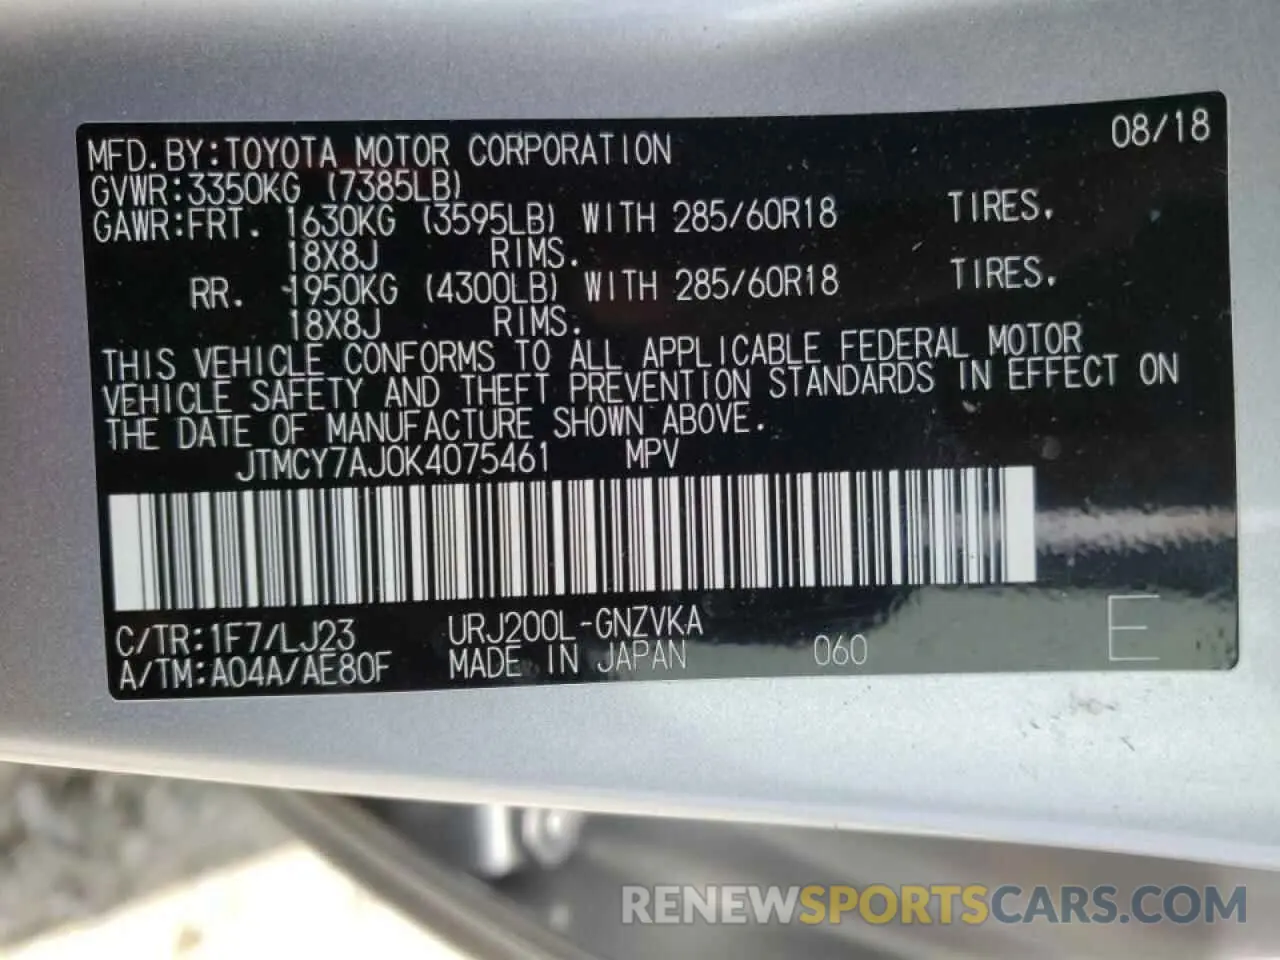 MFD.BY:TOYOTA MOTOR CORPORATION 08/18
GVWR:3350KG (7385LB)
GAWR:FRT. 1630KG (3595LB) WITH 285/60R18 TIRES.
18X8J RIMS.
RR. 1950KG (4300LB) WITH 285/60R18 TIRES.
18X8J RIMS.
THIS VEHICLE CONFORMS TO ALL APPLICABLE FEDERAL MOTOR
VEHICLE SAFETY AND THEFT PREVENTION STANDARDS IN EFFECT ON
THE DATE OF MANUFACTURE SHOWN ABOVE.
JTMCY7AJ0K4075461 MPV
C/TR:1F7/LJ23 URJ200L-GNZVKA
A/TM:A04A/AE80F MADE IN JAPAN 060 E
RENEWSPORTSCARS.COM